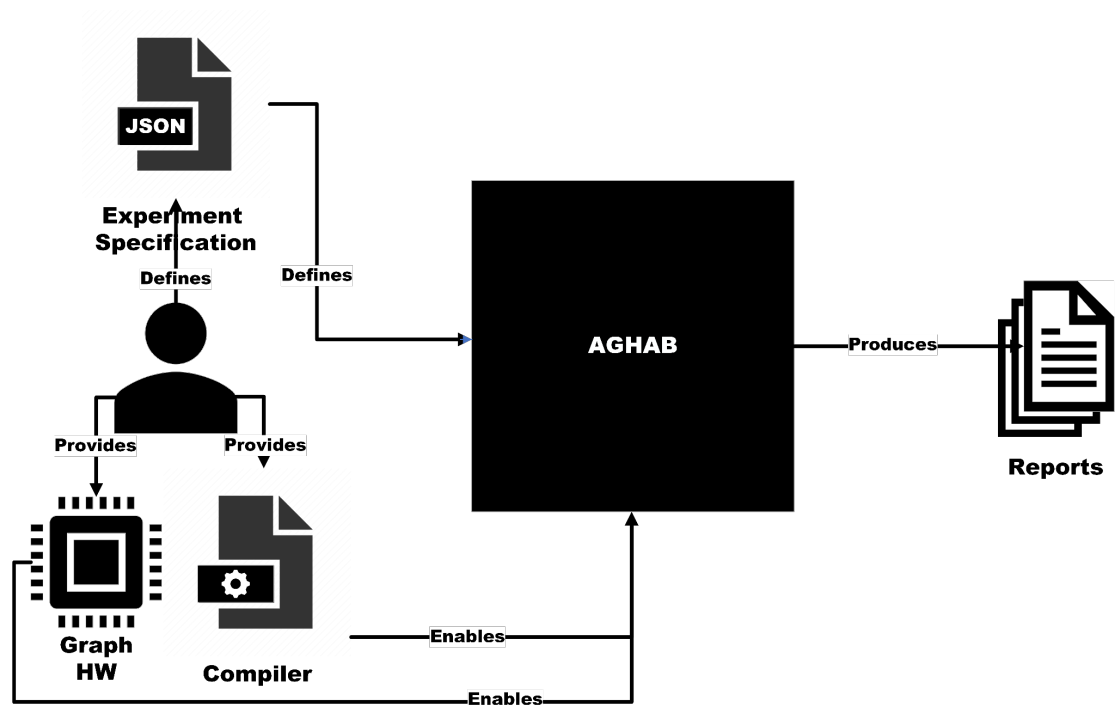 JSON
Experiment
Specification
Defines
Defines
AGHAB
Produces
Reports
Provides
Provides
Graph
HW
Compiler
Enables
Enables